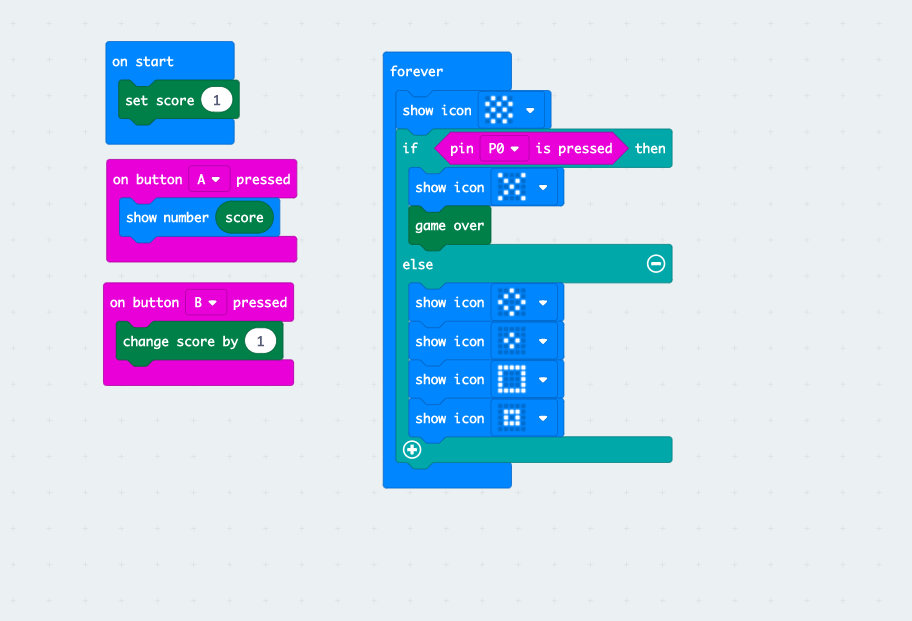 on start
set score 1
on button A pressed
show number score
on button B pressed
change score by 1
forever
show icon
if pin P0 is pressed then
show icon
game over
else
show icon
show icon
show icon
show icon